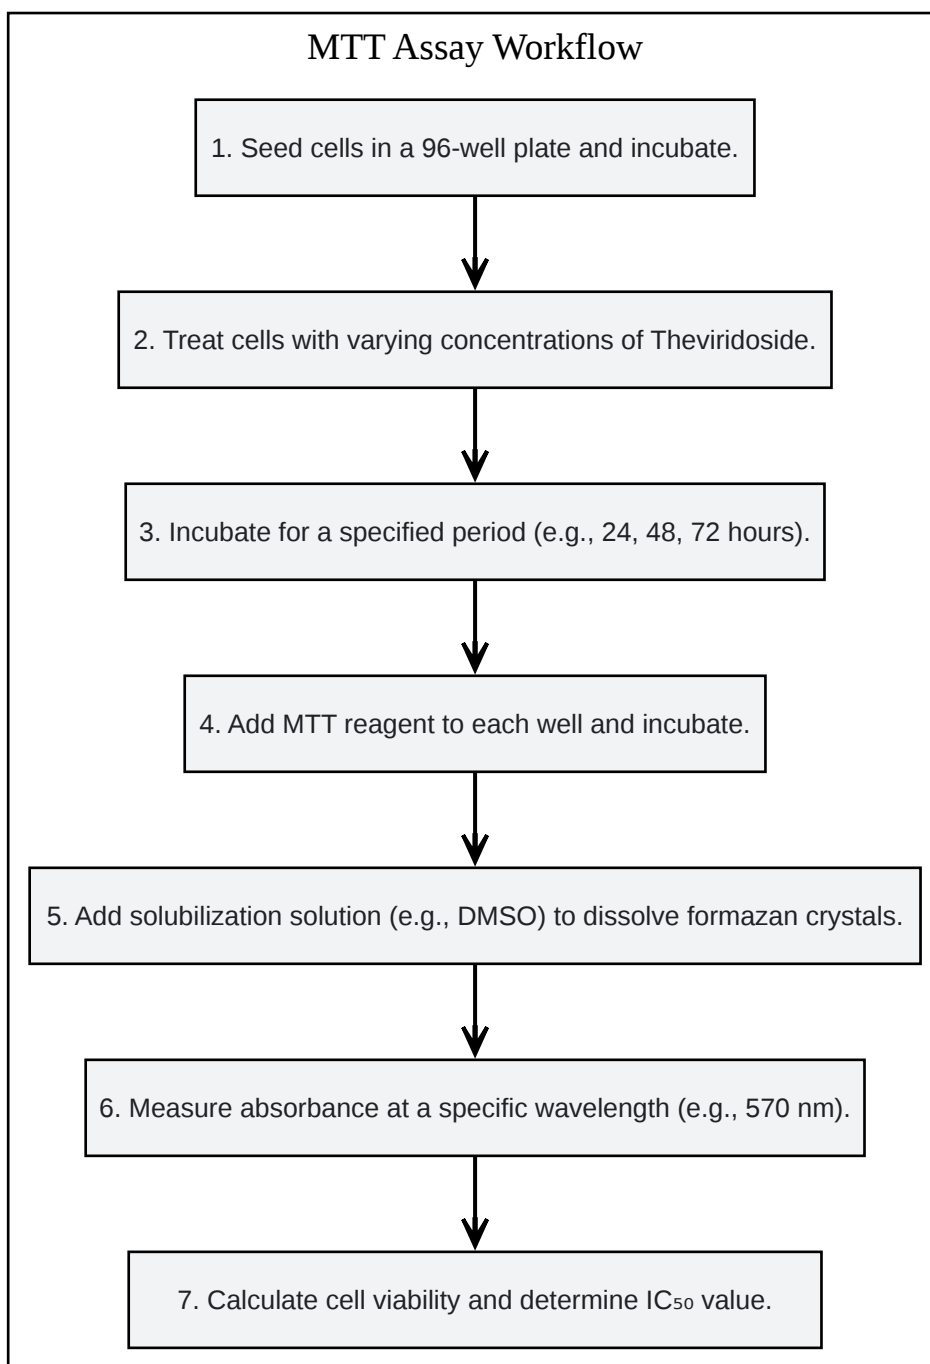 MTT Assay Workflow
1. Seed cells in a 96-well plate and incubate.
2. Treat cells with varying concentrations of Theviridoside.
3. Incubate for a specified period (e.g., 24, 48, 72 hours).
4. Add MTT reagent to each well and incubate.
5. Add solubilization solution (e.g., DMSO) to dissolve formazan crystals.
6. Measure absorbance at a specific wavelength (e.g., 570 nm).
7. Calculate cell viability and determine IC₅₀ value.